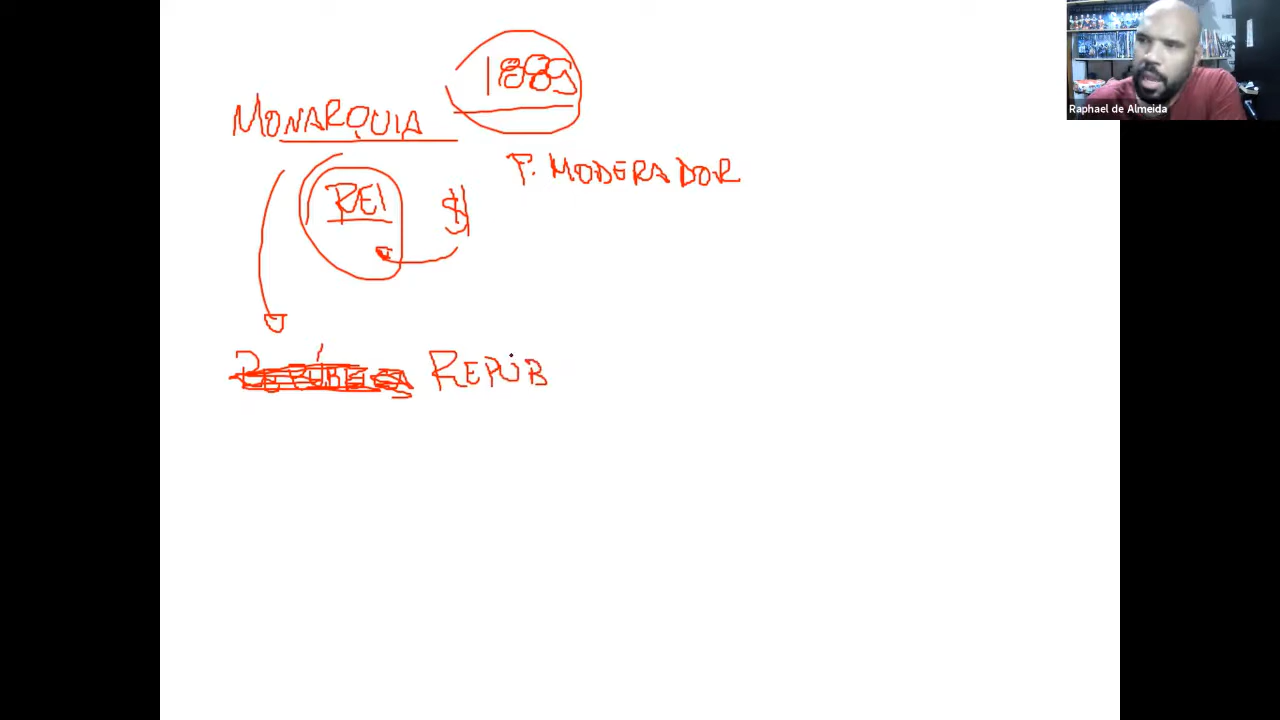 1889
Raphael de Almeida
MONARQUIA
P. MODERADOR
REI $
REPÚB